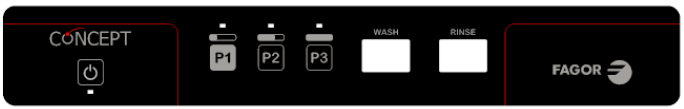 CONCEPT
P1 P2 P3
WASH RINSE
FAGOR